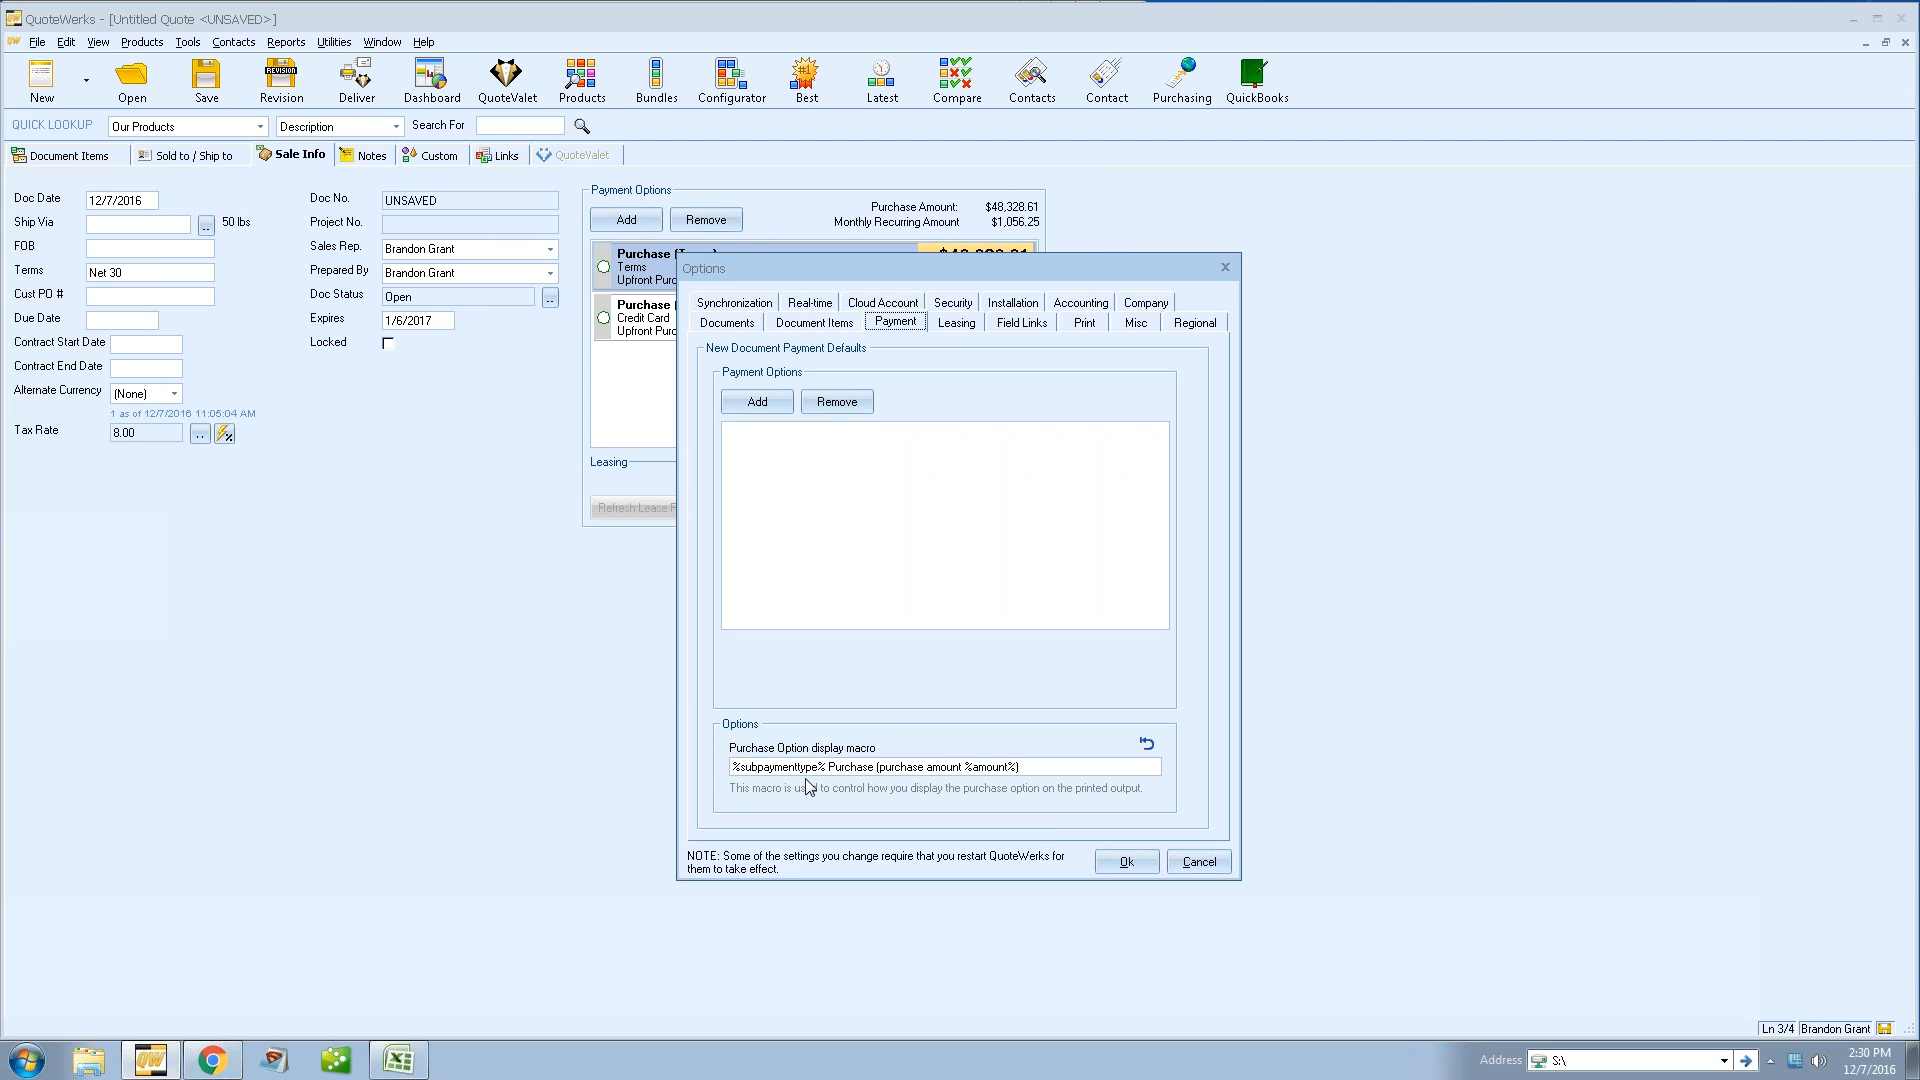 QuoteWerks - [Untitled Quote <UNSAVED>]
File Edit View Products Tools Contacts Reports Utilities Window Help
New Open Save Revision Deliver Dashboard QuoteValet Products Bundles Configurator Best Latest Compare Contacts Contact Purchasing QuickBooks
QUICK LOOKUP Our Products Description Search For
Document Items Sold to / Ship to Sale Info Notes Custom Links QuoteValet
Doc Date 12/7/2016
Ship Via 50 lbs
FOB
Terms Net 30
Cust PO #
Due Date
Contract Start Date
Contract End Date
Alternate Currency (None)
1 as of 12/7/2016 11:05:04 AM
Tax Rate 8.00
Doc No. UNSAVED
Project No.
Sales Rep. Brandon Grant
Prepared By Brandon Grant
Doc Status Open
Expires 1/6/2017
Locked
Payment Options
Add Remove
Purchase Amount: $48,328.61
Monthly Recurring Amount $1,056.25
Purchase
Terms
Upfront
Purchase
Credit Card
Upfront
Leasing
Refresh Lease
Options
Synchronization Real-time Cloud Account Security Installation Accounting Company
Documents Document Items Payment Leasing Field Links Print Misc Regional
New Document Payment Defaults
Payment Options
Add Remove
Options
Purchase Option display macro
%subpaymenttype% Purchase (purchase amount %amount%)
This macro is used to control how you display the purchase option on the printed output.
NOTE: Some of the settings you change require that you restart QuoteWerks for
them to take effect.
Ok Cancel
Ln 3/4 Brandon Grant
Address S:\
2:30 PM
12/7/2016